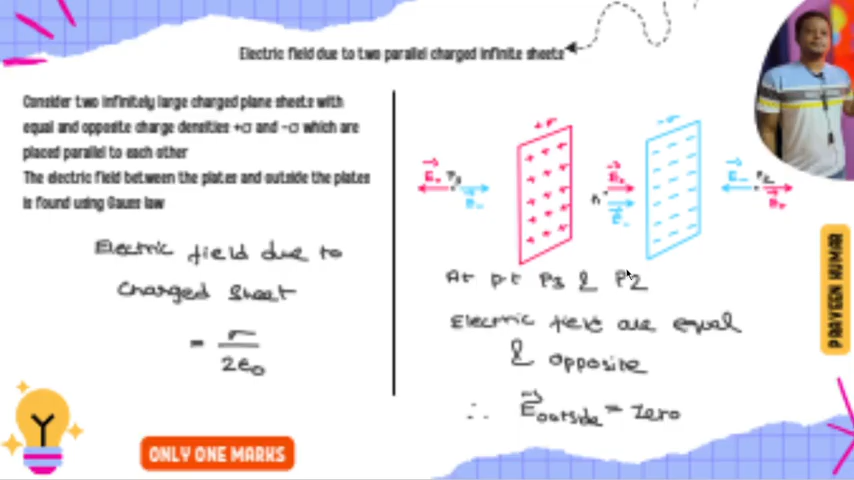 Electric field due to two parallel charged infinite sheets
Consider two infinitely large charged plane sheets with
equal and opposite charge densities +σ and -σ which are
placed parallel to each other
The electric field between the plates and outside the plates
is found using Gauss law
Electric field due to
Charged Sheet
= σ/2ε₀
+σ
-σ
At pt P3 & P2
Electric field are equal
& opposite
∴ E⃗outside = zero
PRAVEEN KUMAR
ONLY ONE MARKS